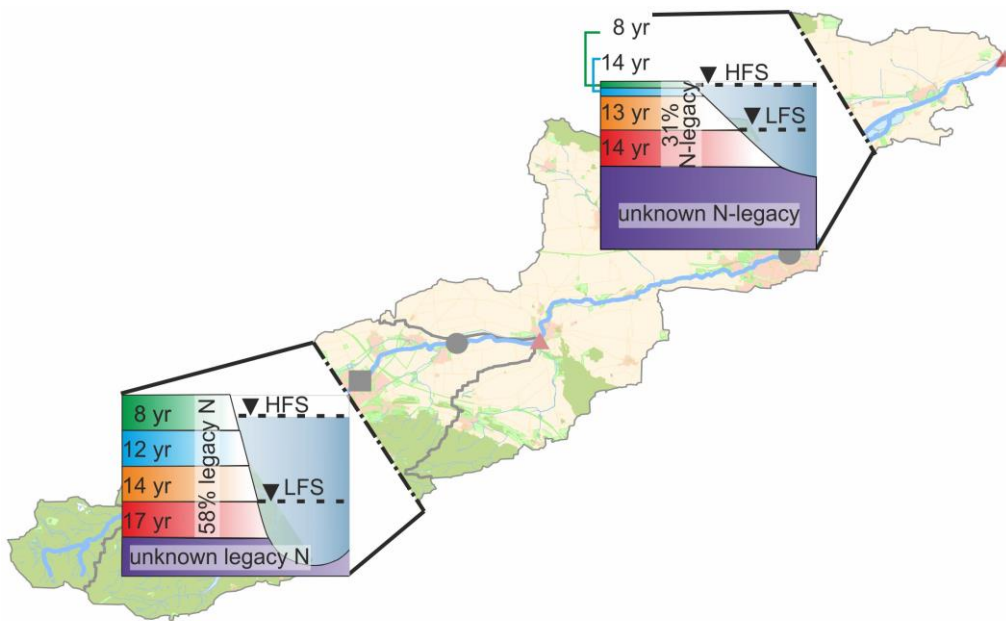 8 yr
14 yr
HFS
13 yr
31%
N-legacy
LFS
14 yr
unknown N-legacy
8 yr
58% legacy N
HFS
12 yr
14 yr
LFS
17 yr
unknown legacy N